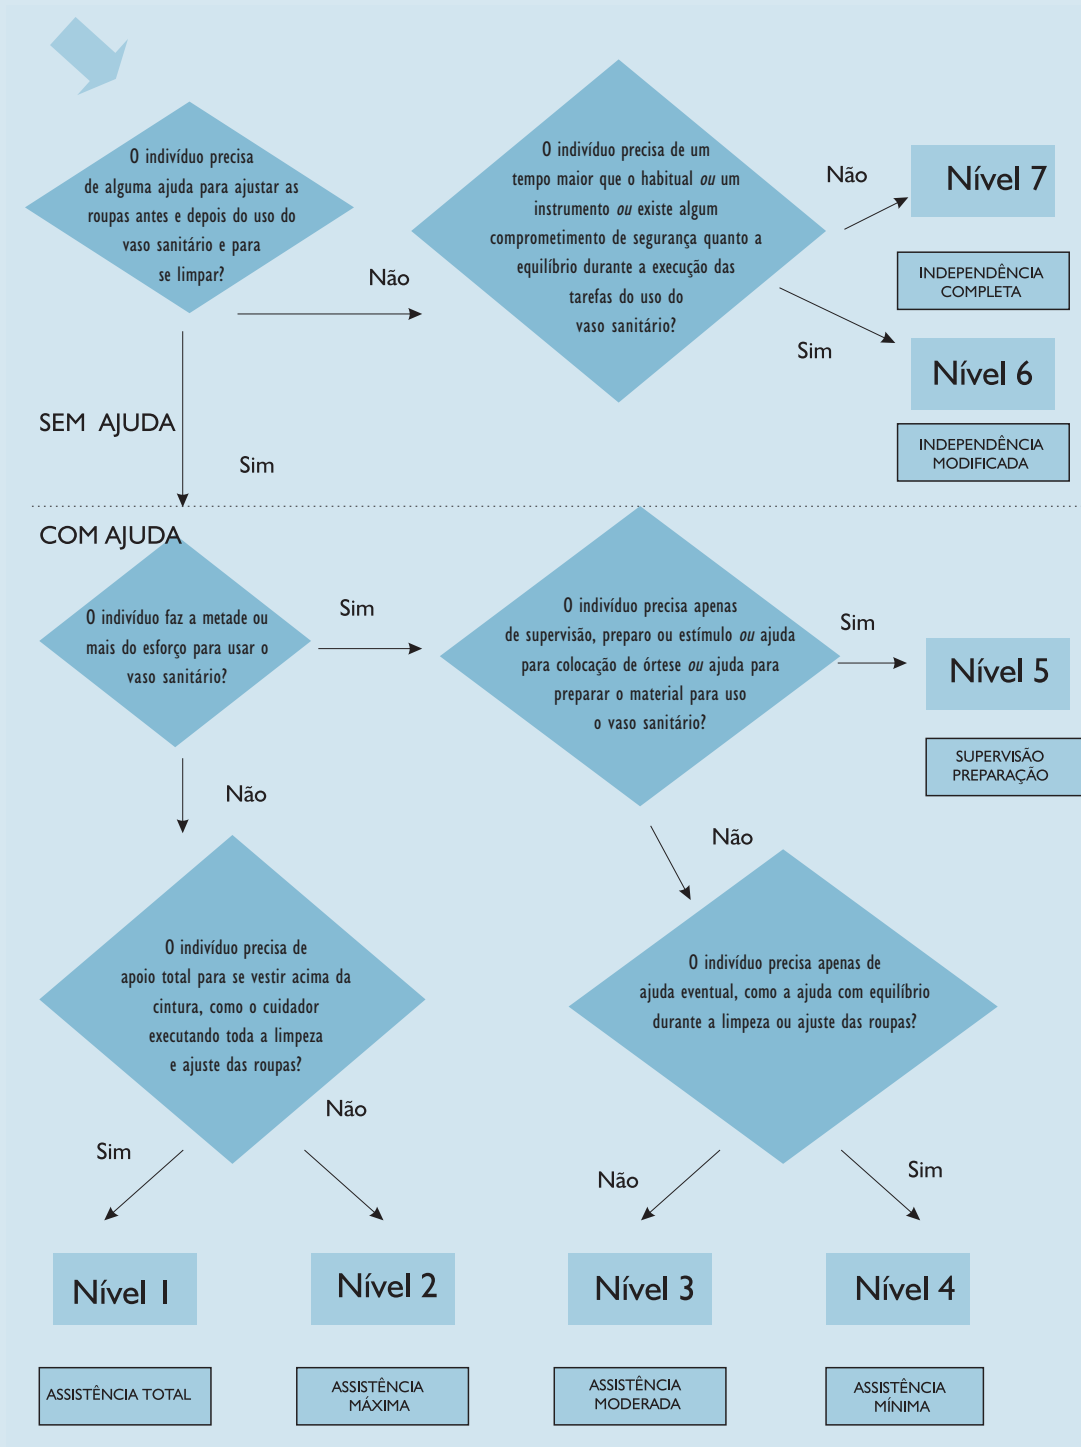 O indivíduo precisa
de alguma ajuda para ajustar as
roupas antes e depois do uso do
vaso sanitário e para
se limpar?
Não
O indivíduo precisa de um
tempo maior que o habitual ou um
instrumento ou existe algum
comprometimento de segurança quanto a
equilíbrio durante a execução das
tarefas do uso do
vaso sanitário?
Não
Nível 7
INDEPENDÊNCIA
COMPLETA
Sim
Nível 6
INDEPENDÊNCIA
MODIFICADA
SEM AJUDA
Sim
COM AJUDA
O indivíduo faz a metade ou
mais do esforço para usar o
vaso sanitário?
Sim
O indivíduo precisa apenas
de supervisão, preparo ou estímulo ou ajuda
para colocação de órtese ou ajuda para
preparar o material para uso
o vaso sanitário?
Sim
Nível 5
SUPERVISÃO
PREPARAÇÃO
Não
Não
O indivíduo precisa de
apoio total para se vestir acima da
cintura, como o cuidador
executando toda a limpeza
e ajuste das roupas?
O indivíduo precisa apenas de
ajuda eventual, como a ajuda com equilíbrio
durante a limpeza ou ajuste das roupas?
Sim
Não
Não
Sim
Nível 1
Nível 2
Nível 3
Nível 4
ASSISTÊNCIA TOTAL
ASSISTÊNCIA
MÁXIMA
ASSISTÊNCIA
MODERADA
ASSISTÊNCIA
MÍNIMA